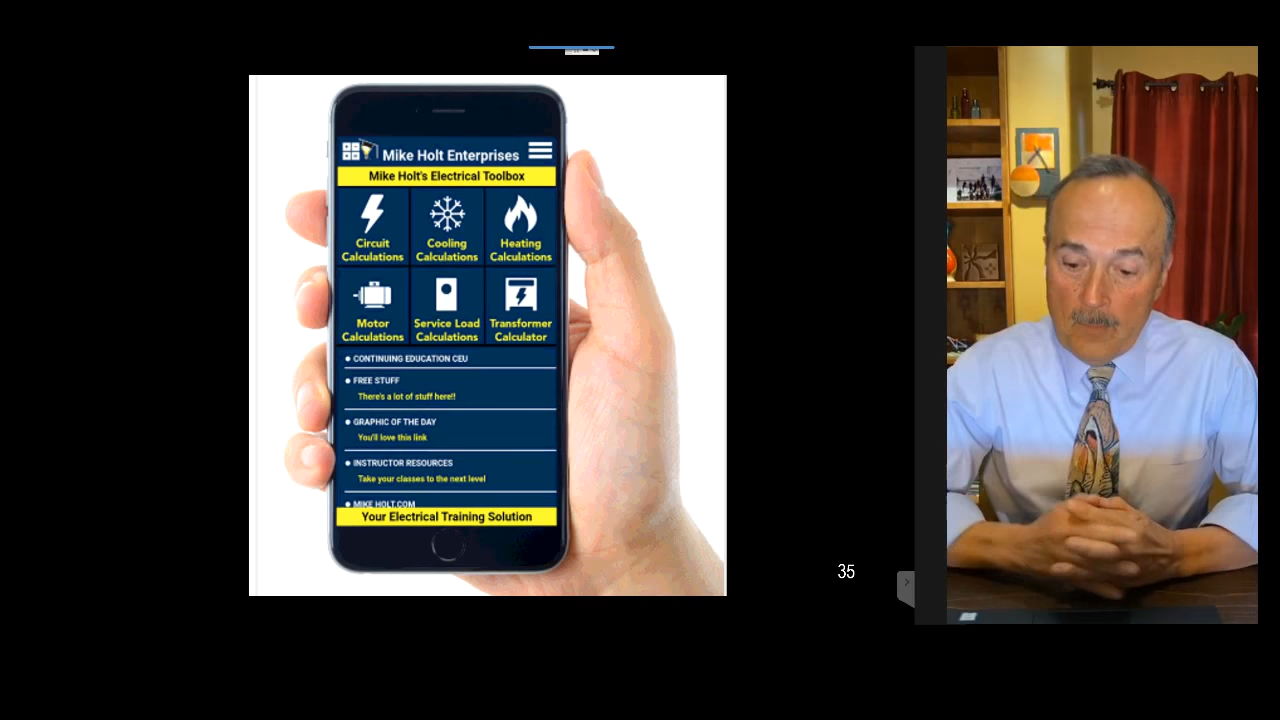 Mike Holt Enterprises
Mike Holt's Electrical Toolbox
Circuit Calculations
Cooling Calculations
Heating Calculations
Motor Calculations
Service Load Calculations
Transformer Calculator
• CONTINUING EDUCATION CEU
• FREE STUFF
There's a lot of stuff here!!
• GRAPHIC OF THE DAY
You'll love this link
• INSTRUCTOR RESOURCES
Take your classes to the next level
• MIKE HOLT.COM
Your Electrical Training Solution
35